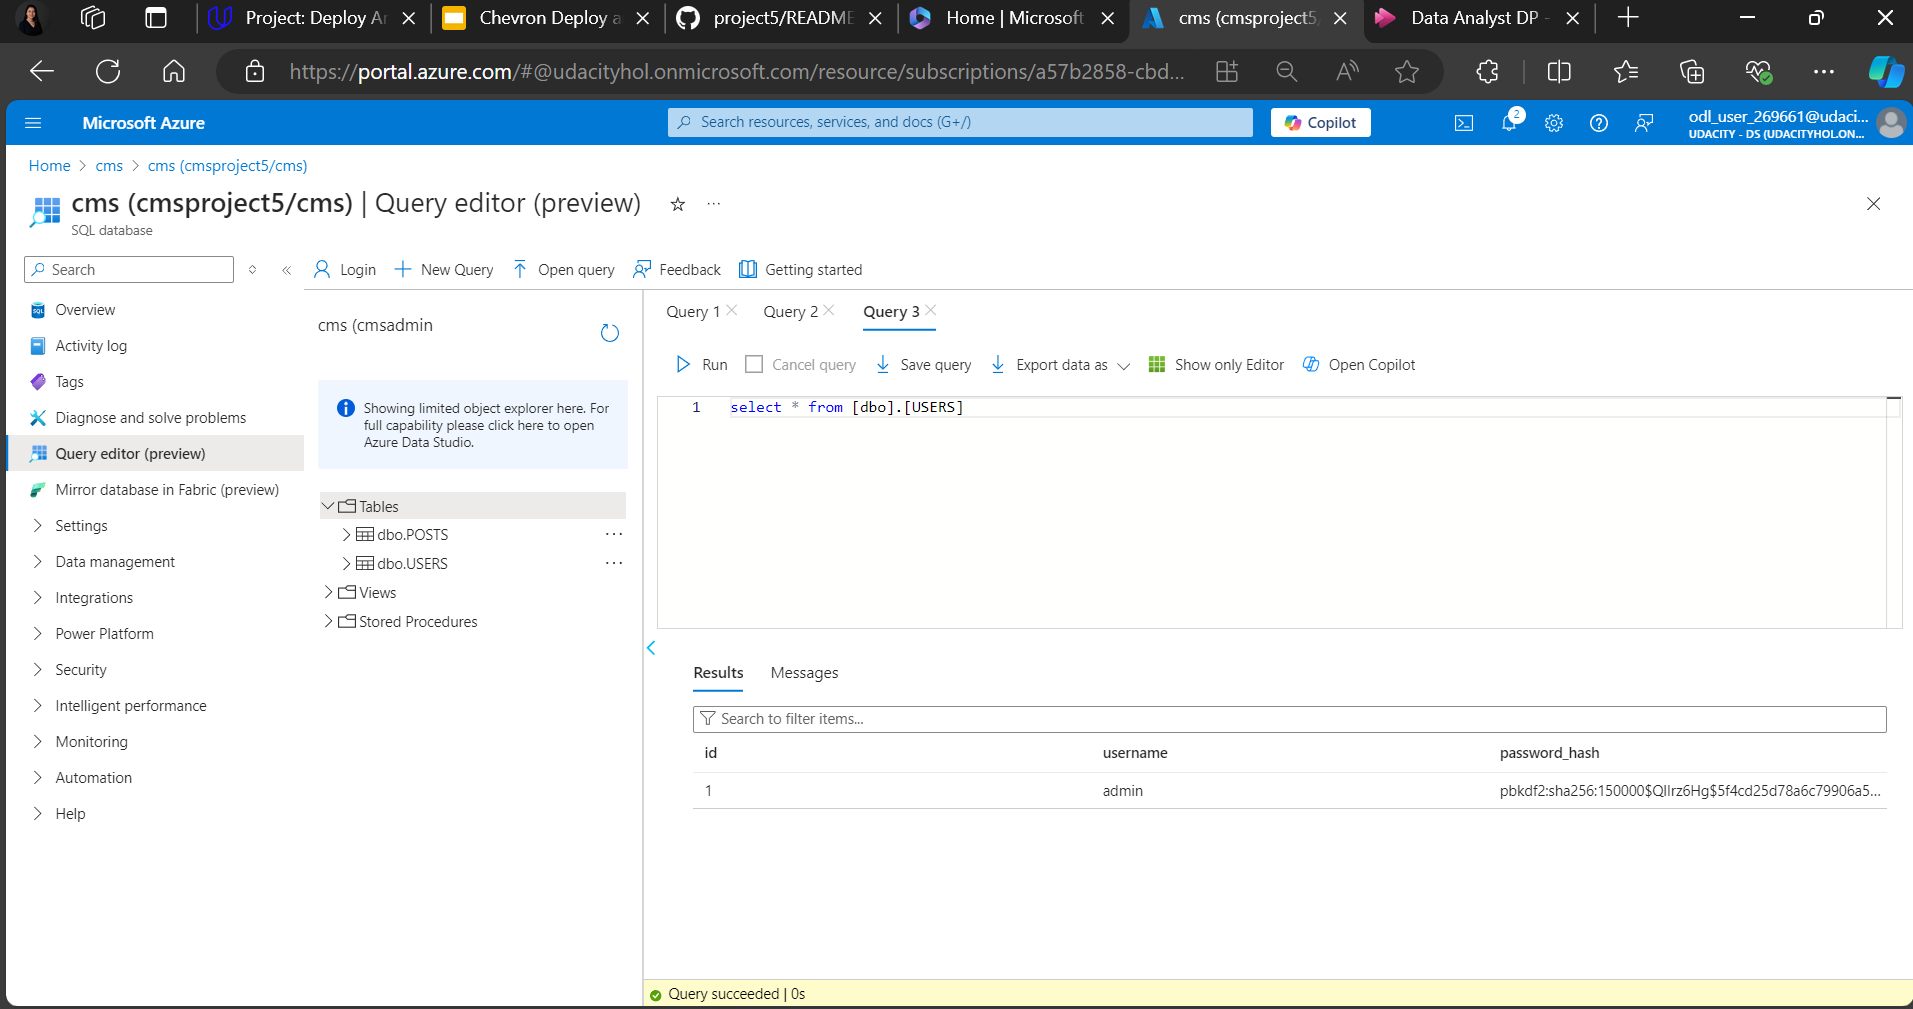 Project: Deploy Ar
Chevron Deploy a
project5/README
Home | Microsoft
cms (cmsproject5/
Data Analyst DP -
https://portal.azure.com/#@udacityhol.onmicrosoft.com/resource/subscriptions/a57b2858-cbd...
Microsoft Azure
Search resources, services, and docs (G+/)
Copilot
2
odl_user_269661@udaci...
UDACITY - DS (UDACITYHOL.ON...
Home > cms > cms (cmsproject5/cms)
cms (cmsproject5/cms) | Query editor (preview)
...
SQL database
Search
Login
New Query
Open query
Feedback
Getting started
Overview
Activity log
Tags
Diagnose and solve problems
Query editor (preview)
Mirror database in Fabric (preview)
Settings
Data management
Integrations
Power Platform
Security
Intelligent performance
Monitoring
Automation
Help
cms (cmsadmin
Showing limited object explorer here. For
full capability please click here to open
Azure Data Studio.
Tables
dbo.POSTS
dbo.USERS
Views
Stored Procedures
Query 1
Query 2
Query 3
Run
Cancel query
Save query
Export data as
Show only Editor
Open Copilot
1 select * from [dbo].[USERS]
Results
Messages
Search to filter items...
id username password_hash
1 admin pbkdf2:sha256:150000$QlIrz6Hg$5f4cd25d78a6c79906a5...
Query succeeded | 0s